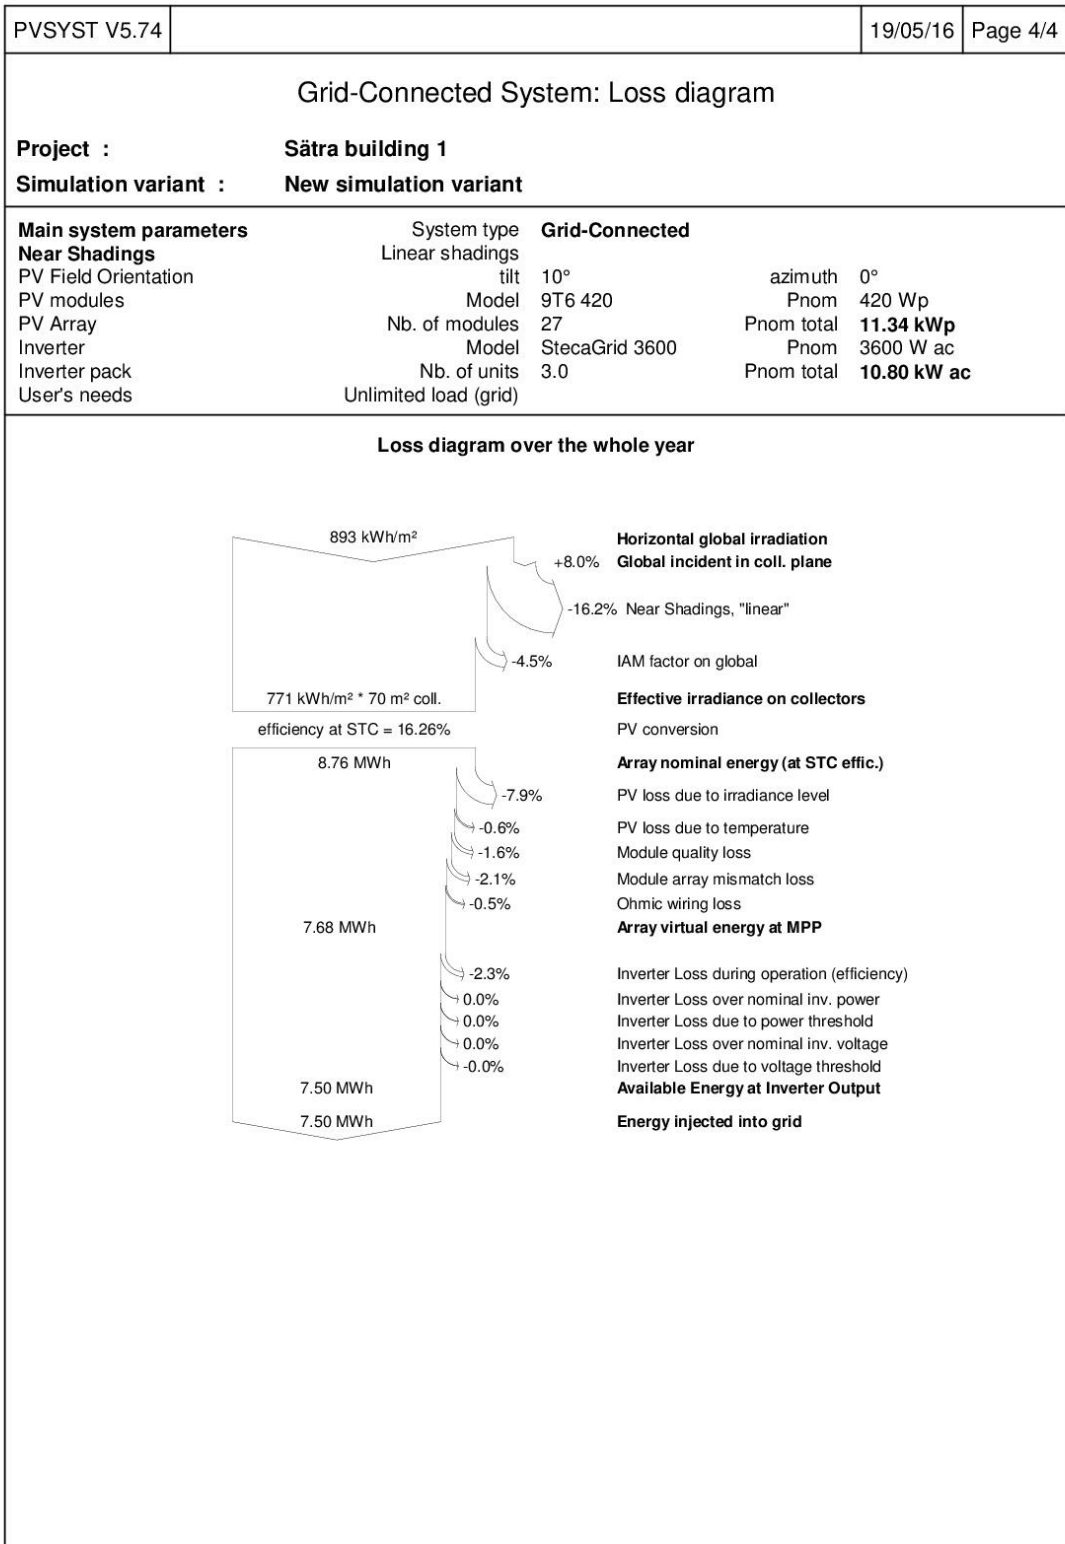 PVSYST V5.74 19/05/16 Page 4/4
Grid-Connected System: Loss diagram
Project : Sätra building 1
Simulation variant : New simulation variant
Main system parameters System type Grid-Connected
Near Shadings Linear shadings
PV Field Orientation tilt 10° azimuth 0°
PV modules Model 9T6 420 Pnom 420 Wp
PV Array Nb. of modules 27 Pnom total 11.34 kWp
Inverter Model StecaGrid 3600 Pnom 3600 W ac
Inverter pack Nb. of units 3.0 Pnom total 10.80 kW ac
User's needs Unlimited load (grid)
Loss diagram over the whole year
893 kWh/m² Horizontal global irradiation
+8.0% Global incident in coll. plane
-16.2% Near Shadings, "linear"
-4.5% IAM factor on global
771 kWh/m² * 70 m² coll. Effective irradiance on collectors
efficiency at STC = 16.26% PV conversion
8.76 MWh Array nominal energy (at STC effic.)
-7.9% PV loss due to irradiance level
-0.6% PV loss due to temperature
-1.6% Module quality loss
-2.1% Module array mismatch loss
-0.5% Ohmic wiring loss
7.68 MWh Array virtual energy at MPP
-2.3% Inverter Loss during operation (efficiency)
0.0% Inverter Loss over nominal inv. power
0.0% Inverter Loss due to power threshold
0.0% Inverter Loss over nominal inv. voltage
-0.0% Inverter Loss due to voltage threshold
7.50 MWh Available Energy at Inverter Output
7.50 MWh Energy injected into grid